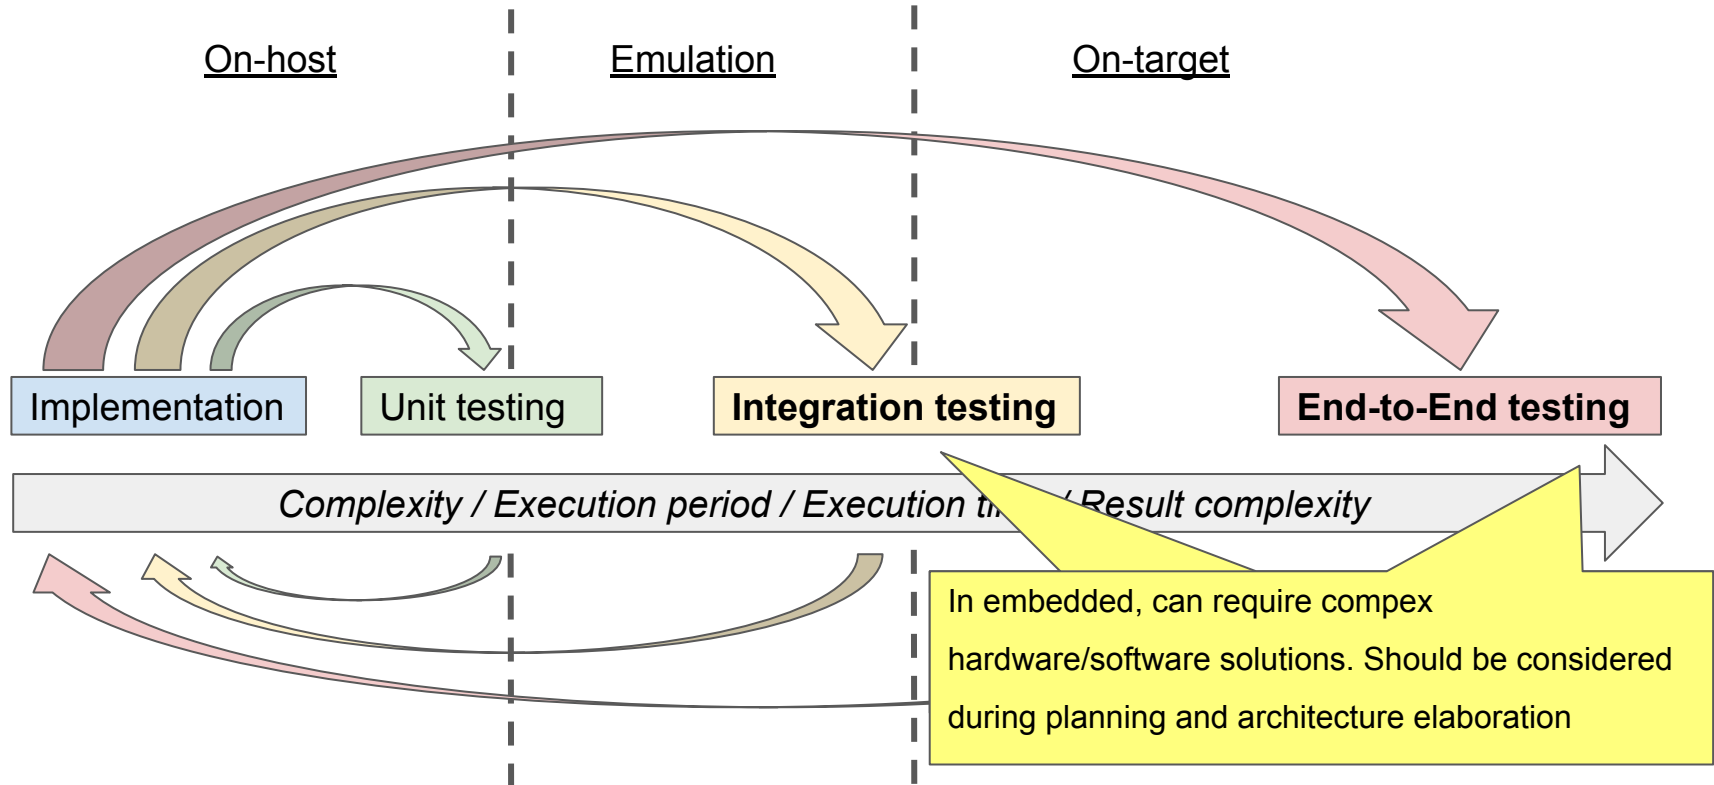 On-host
Emulation
On-target
Implementation
Unit testing
Integration testing
End-to-End testing
Complexity / Execution period / Execution ti / Result complexity
In embedded, can require compex
hardware/software solutions. Should be considered
during planning and architecture elaboration